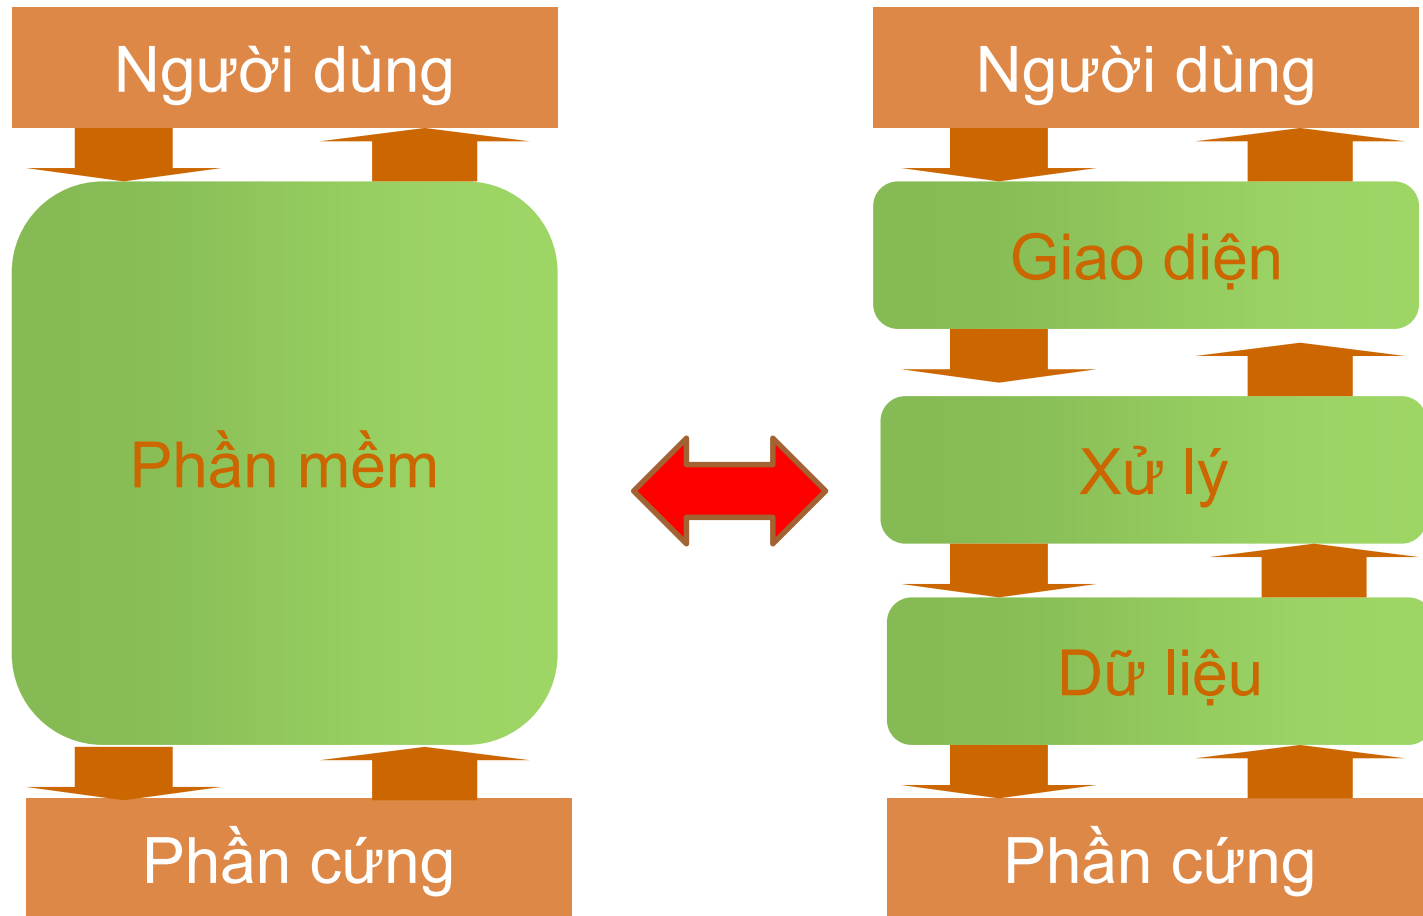 Người dùng
Phần mềm
Phần cứng
Người dùng
Giao diện
Xử lý
Dữ liệu
Phần cứng